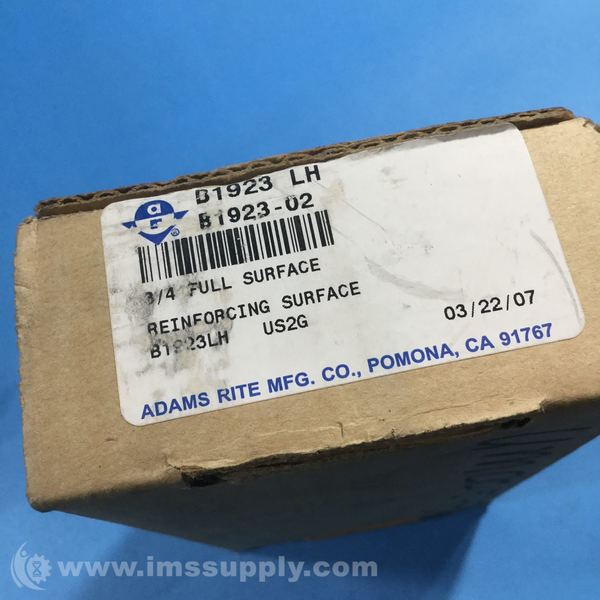 B1923 LH
B1923-02
3/4 FULL SURFACE
REINFORCING SURFACE
B1923LH US2G
03/22/07
ADAMS RITE MFG. CO., POMONA, CA 91767
www.imssupply.com